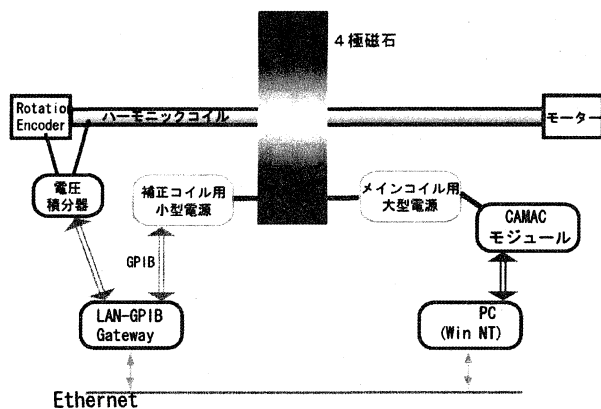 4極磁石
Rotation
Encoder
ハーモニックコイル
モーター
電圧
積分器
補正コイル用
小型電源
メインコイル用
大型電源
CAMAC
モジュール
GPIB
LAN-GPIB
Gateway
PC
(Win NT)
Ethernet